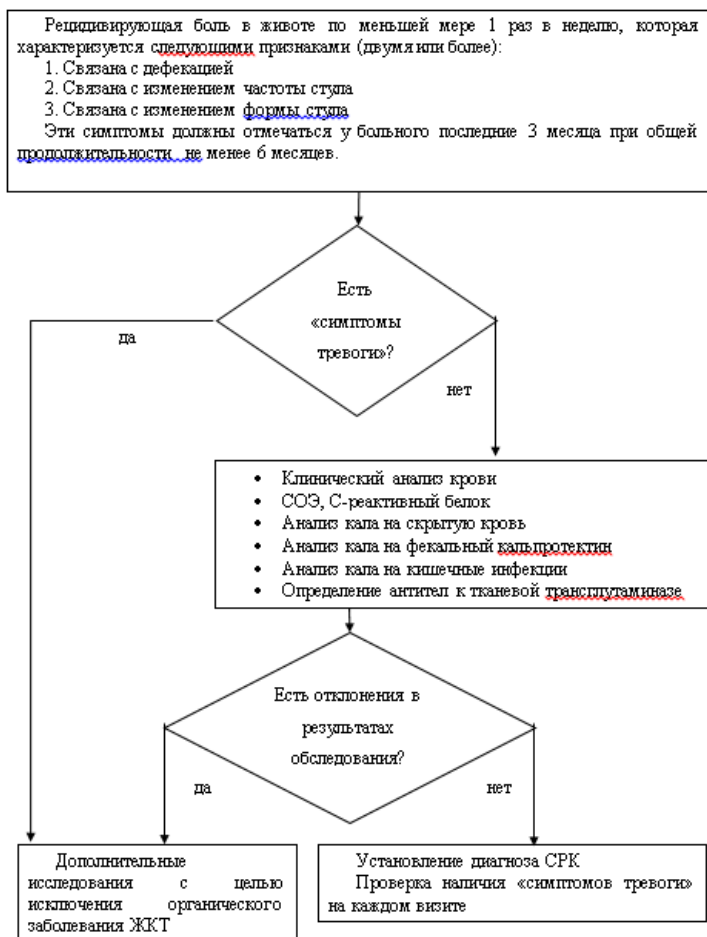 Рецидивирующая боль в животе по меньшей мере 1 раз в неделю, которая
характеризуется следующими признаками (двумя или более):
1. Связана с дефекацией
2. Связана с изменением частоты стула
3. Связана с изменением формы стула
Эти симптомы должны отмечаться у больного последние 3 месяца при общей
продолжительности не менее 6 месяцев.
Есть
«симптомы
тревоги»?
да
нет
• Клинический анализ крови
• СОЭ, С-реактивный белок
• Анализ кала на скрытую кровь
• Анализ кала на фекальный кальпротектин
• Анализ кала на кишечные инфекции
• Определение антител к тканевой трансглутаминазе
Есть отклонения в
результатах
обследования?
да
нет
Дополнительные
исследования с целью
исключения органического
заболевания ЖКТ
Установление диагноза СРК
Проверка наличия «симптомов тревоги»
на каждом визите